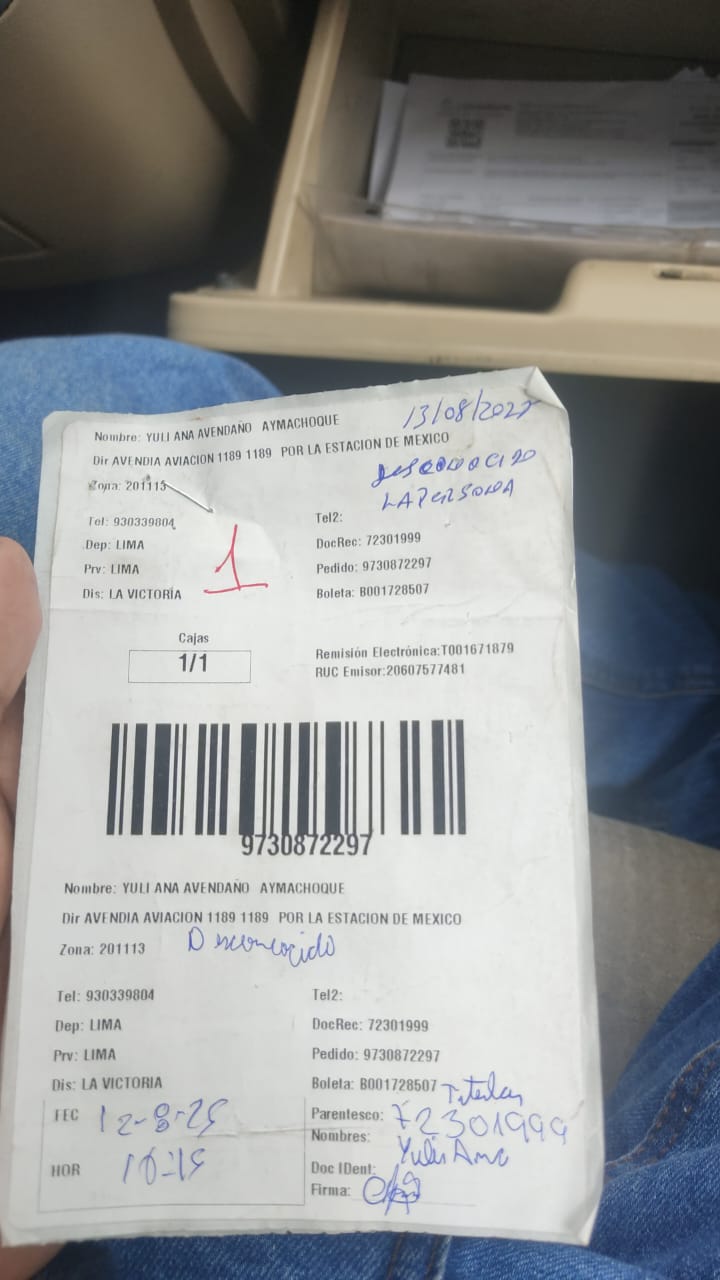 13/08/202
Nombre: YULI ANA AVENDAÑO AYMACHOQUE
Dir AVENDIA AVIACION 1189 1189 POR LA ESTACION DE MEXICO
DESCONOCIDO
LA PERSONA
Zona: 201113
Tel: 930339804 Tel2:
Dep: LIMA DocRec: 72301999
Prv: LIMA 1 Pedido: 9730872297
Dis: LA VICTORIA Boleta: B001728507
Cajas
1/1
Remisión Electrónica:T001671879
RUC Emisor:20607577481
9730872297
Nombre: YULI ANA AVENDAÑO AYMACHOQUE
Dir AVENDIA AVIACION 1189 1189 POR LA ESTACION DE MEXICO
Zona: 201113 Desconocido
Tel: 930339804 Tel2:
Dep: LIMA DocRec: 72301999
Prv: LIMA Pedido: 9730872297
Dis: LA VICTORIA Boleta: B001728507
FEC 12-8-25 Parentesco: Titular
Nombres: 72301999
HOR 10:15 Doc IDent: Yuli Ana
Firma: